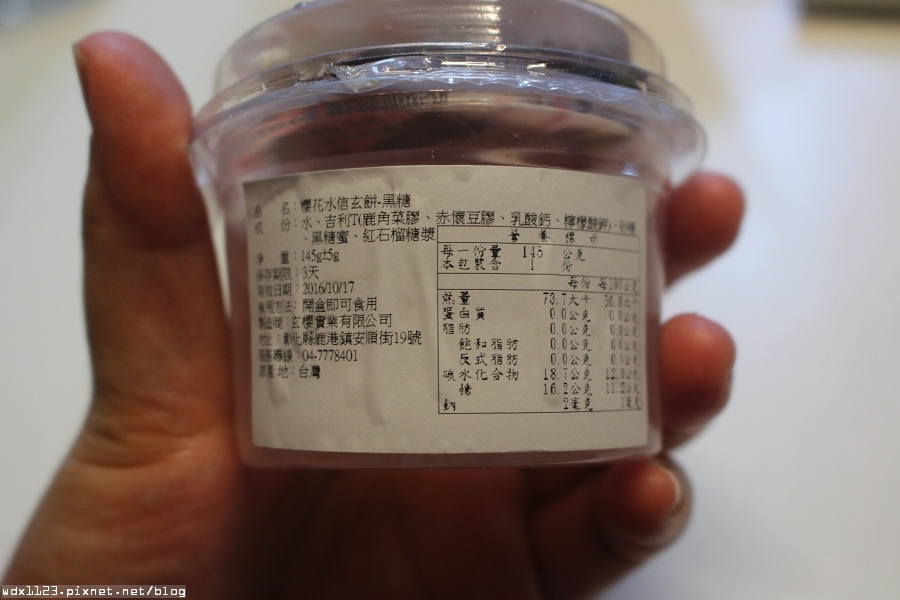 品 名：櫻花水信玄餅-黑糖
成 份：水、吉利T(鹿角菜膠、赤懷豆膠、乳酸鈣、檸檬酸鉀)、砂糖
、黑糖蜜、紅石榴糖漿
淨 重：145g±5g
保存期限：3天
有效日期：2016/10/17
食用方法：開盒即可食用
製造商：玄櫻實業有限公司
地 址：彰化縣鹿港鎮安順街19號
服務專線：04-7778401
原產地：台灣
營 養 標 示
每一份量 145 公克
本包裝含 1 份
每份 每100公克
熱量 73.7大卡 50.8大卡
蛋白質 0.0公克 0.0公克
脂肪 0.0公克 0.0公克
飽和脂肪 0.0公克 0.0公克
反式脂肪 0.0公克 0.0公克
碳水化合物 18.7公克 公克
糖 16.2公克 11.2公克
鈉 2毫克 1毫克
wdx1123.pixnet.net/blog